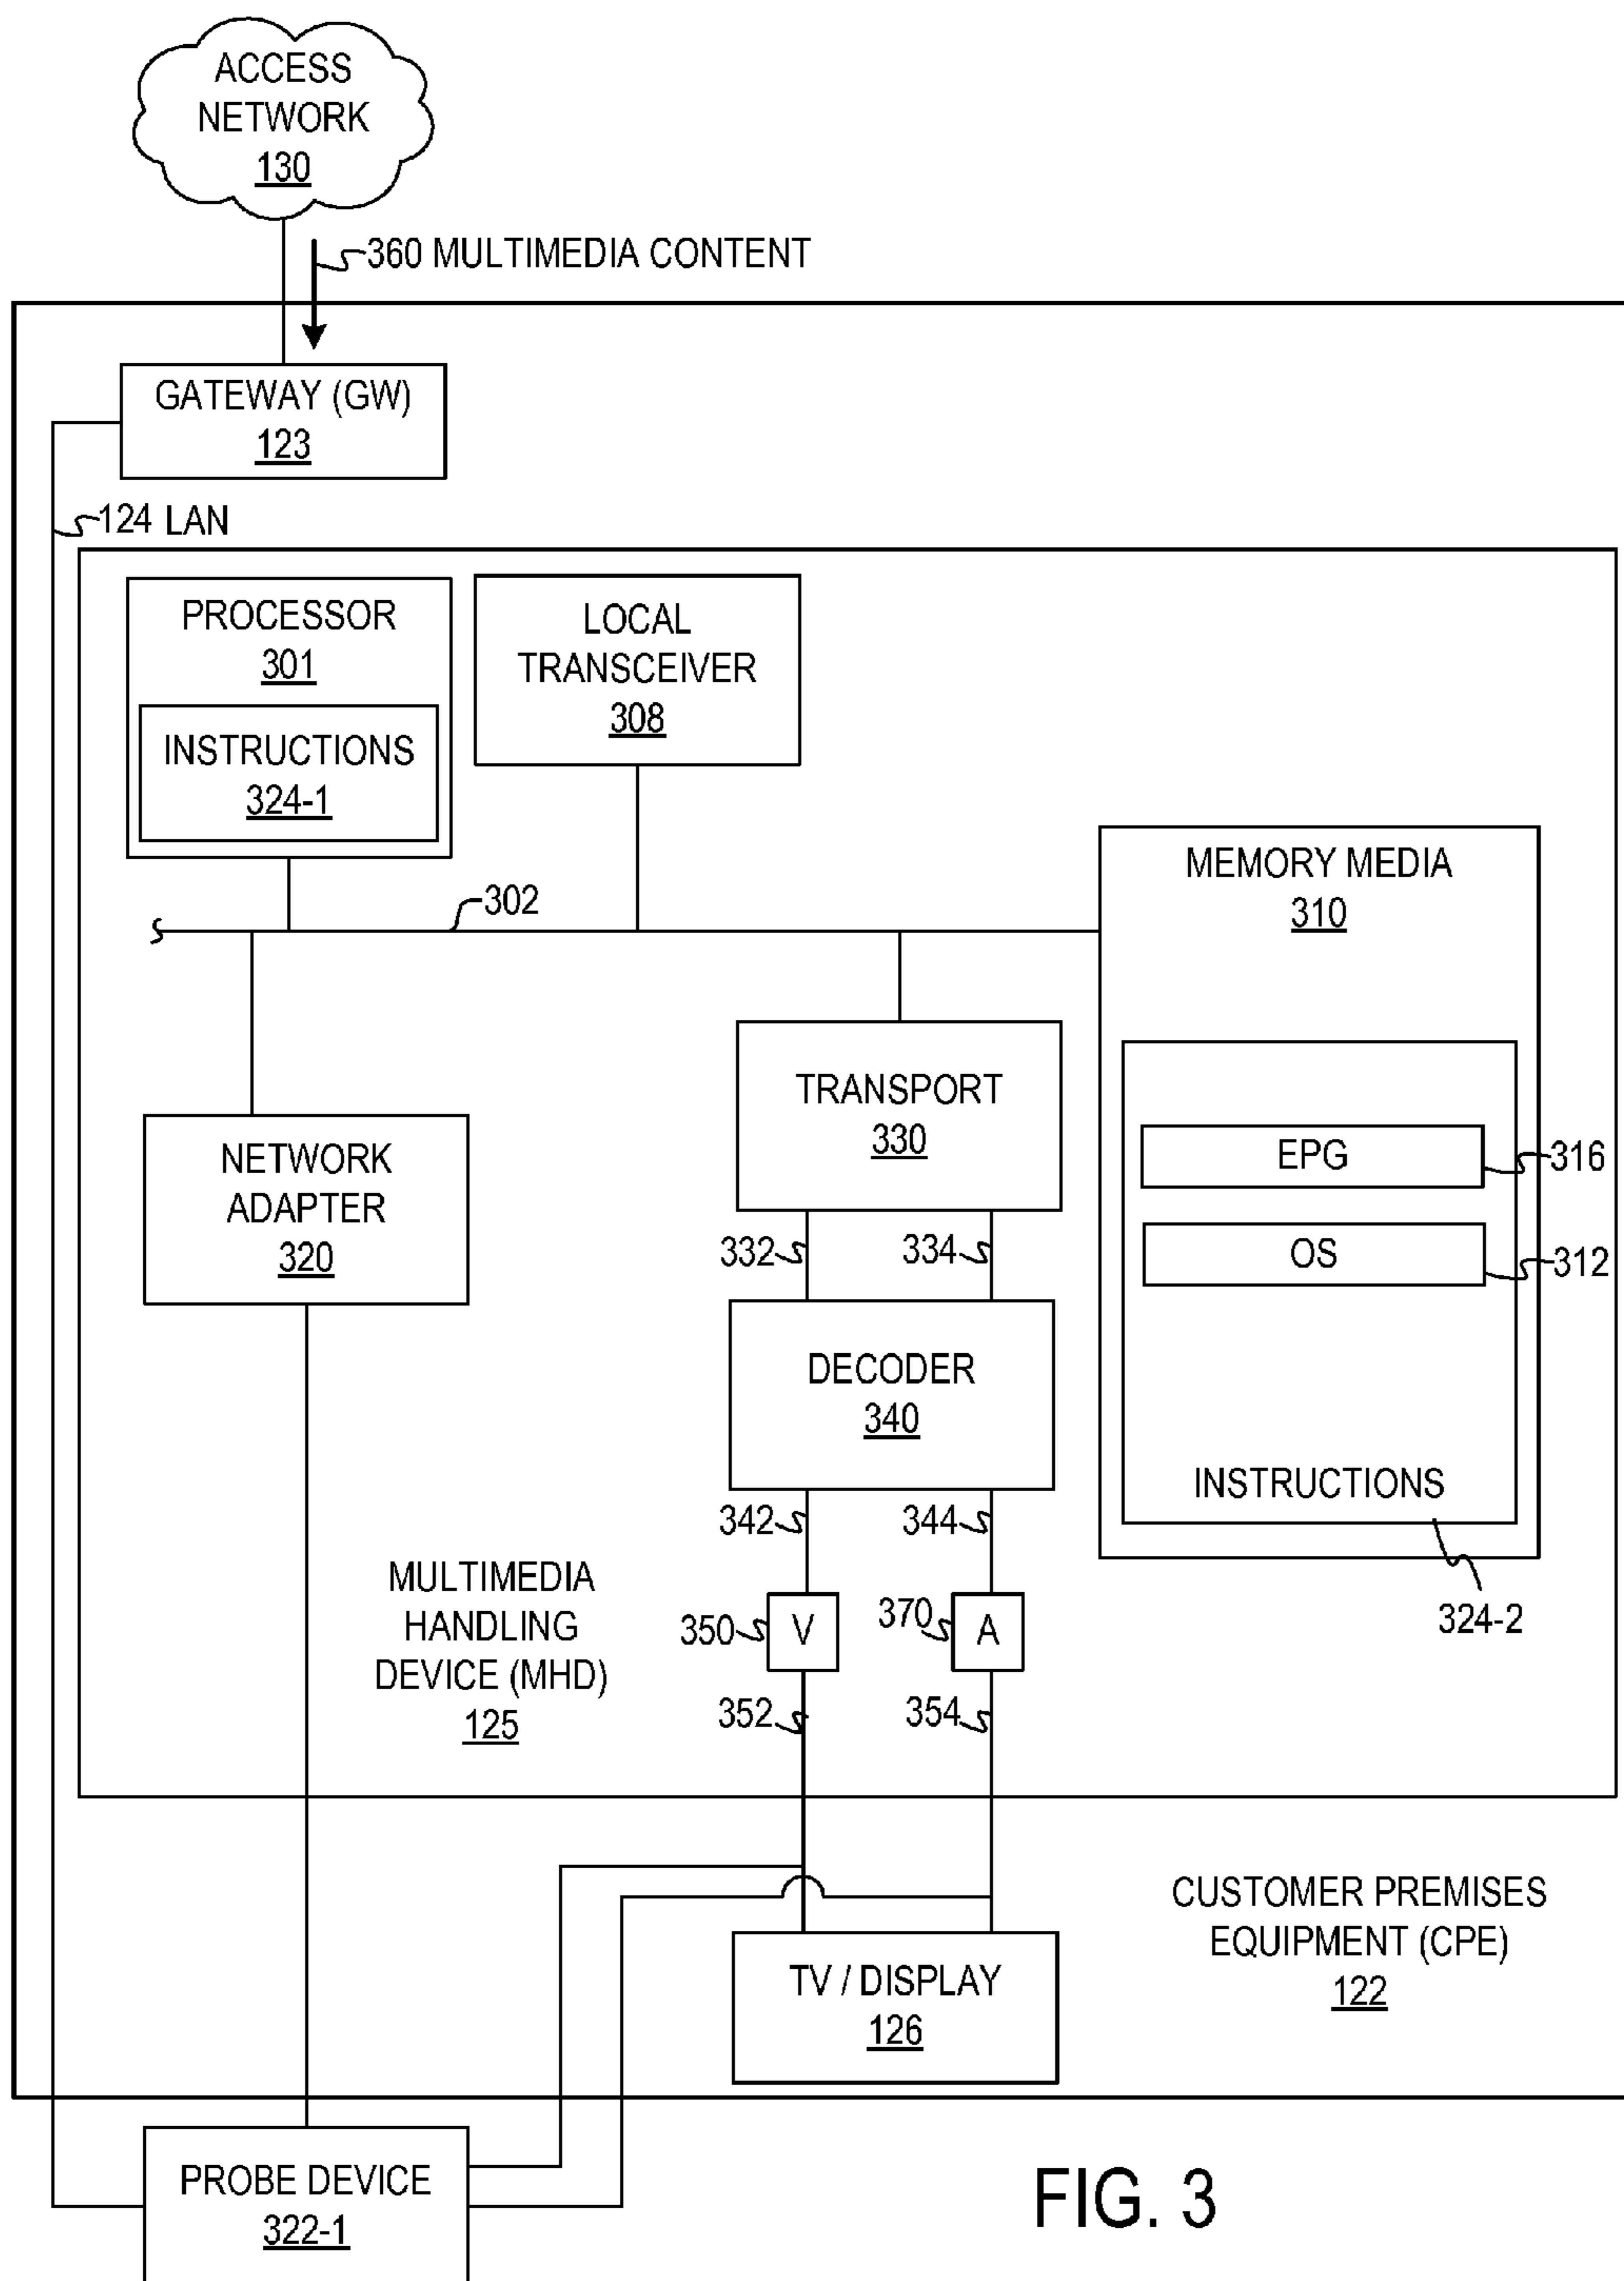 ACCESS
NETWORK
130
360 MULTIMEDIA CONTENT
GATEWAY (GW)
123
124 LAN
PROCESSOR
301
INSTRUCTIONS
324-1
LOCAL
TRANSCEIVER
308
302
MEMORY MEDIA
310
TRANSPORT
330
NETWORK
ADAPTER
320
EPG
316
OS
312
332
334
DECODER
340
INSTRUCTIONS
324-2
342
344
MULTIMEDIA
HANDLING
DEVICE (MHD)
125
350
V
370
A
352
354
CUSTOMER PREMISES
EQUIPMENT (CPE)
122
TV / DISPLAY
126
PROBE DEVICE
322-1
FIG. 3